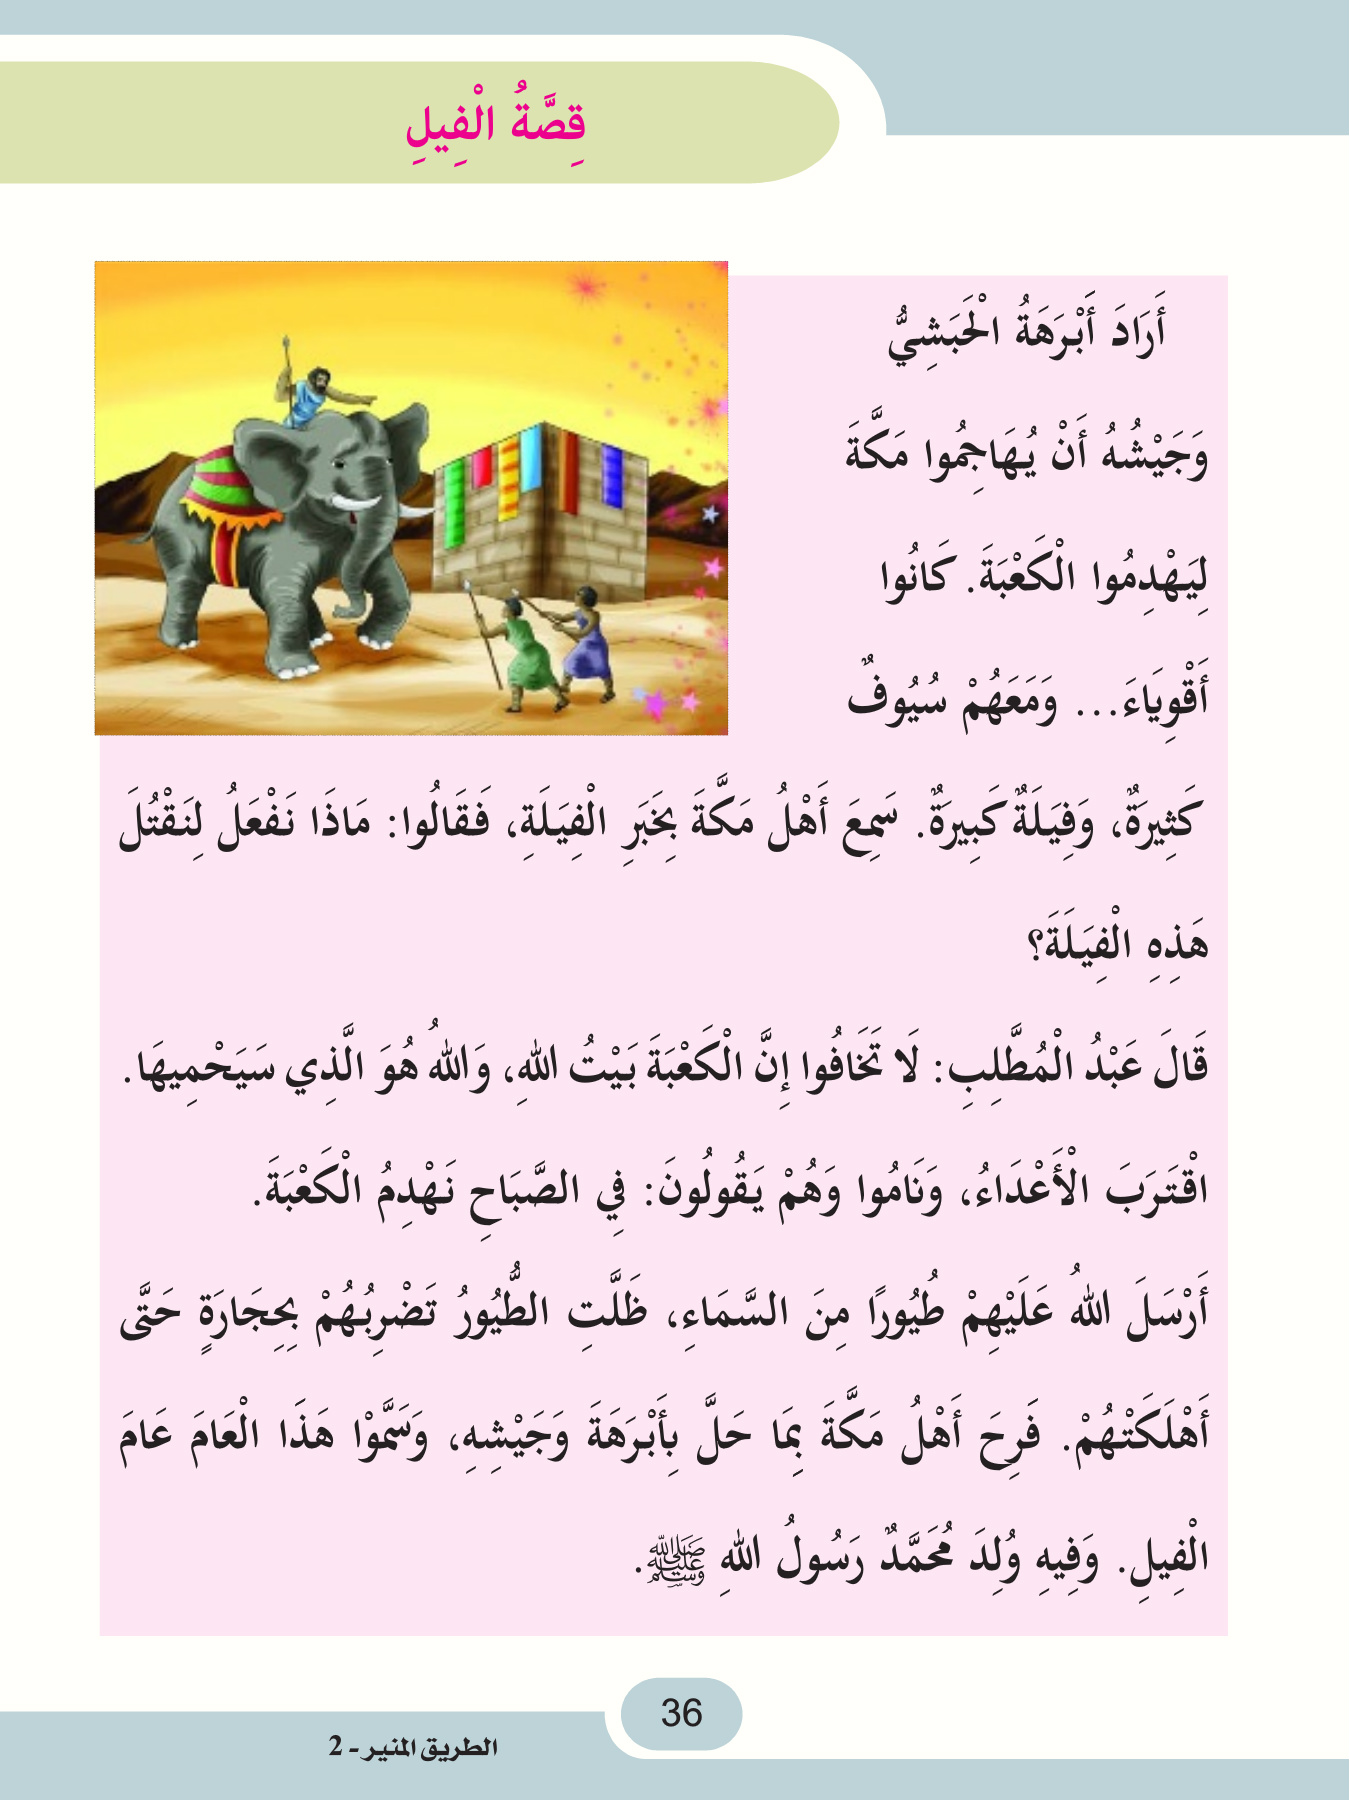 قِصَّةُ الْفِيلِ
أَرَادَ أَبْرَهَةُ الْحَبَشِيُّ
وَجَيْشُهُ أَنْ يُهَاجِمُوا مَكَّةَ
لِيَهْدِمُوا الْكَعْبَةَ. كَانُوا
أَقْوِيَاءَ... وَمَعَهُمْ سُيُوفٌ
كَثِيرَةٌ، وَفِيَلَةٌ كَبِيرَةٌ. سَمِعَ أَهْلُ مَكَّةَ بِخَبَرِ الْفِيَلَةِ، فَقَالُوا: مَاذَا نَفْعَلُ لِنَقْتُلَ
هَذِهِ الْفِيَلَةَ؟
قَالَ عَبْدُ الْمُطَّلِبِ: لَا تَخَافُوا إِنَّ الْكَعْبَةَ بَيْتُ اللهِ، وَاللهُ هُوَ الَّذِي سَيَحْمِيهَا.
اقْتَرَبَ الْأَعْدَاءُ، وَنَامُوا وَهُمْ يَقُولُونَ: فِي الصَّبَاحِ نَهْدِمُ الْكَعْبَةَ.
أَرْسَلَ اللهُ عَلَيْهِمْ طُيُورًا مِنَ السَّمَاءِ، ظَلَّتِ الطُّيُورُ تَضْرِبُهُمْ بِحِجَارَةٍ حَتَّى
أَهْلَكَتْهُمْ. فَرِحَ أَهْلُ مَكَّةَ بِمَا حَلَّ بِأَبْرَهَةَ وَجَيْشِهِ، وَسَمَّوْا هَذَا الْعَامَ عَامَ
الْفِيلِ. وَفِيهِ وُلِدَ مُحَمَّدٌ رَسُولُ اللهِ ﷺ.
36
الطريق المنير - 2